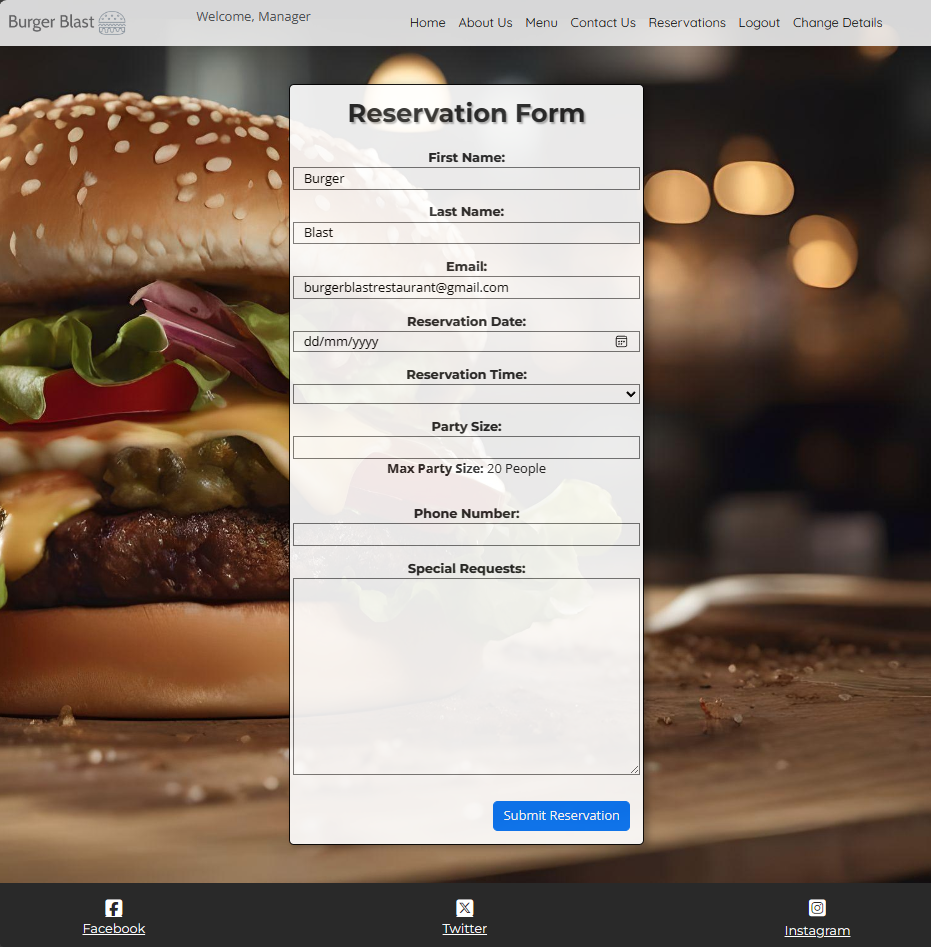 Burger Blast
Welcome, Manager
Home About Us Menu Contact Us Reservations Logout Change Details
Reservation Form
First Name:
Burger
Last Name:
Blast
Email:
burgerblastrestaurant@gmail.com
Reservation Date:
dd/mm/yyyy
Reservation Time:
Party Size:
Max Party Size: 20 People
Phone Number:
Special Requests:
Submit Reservation
Facebook Twitter Instagram